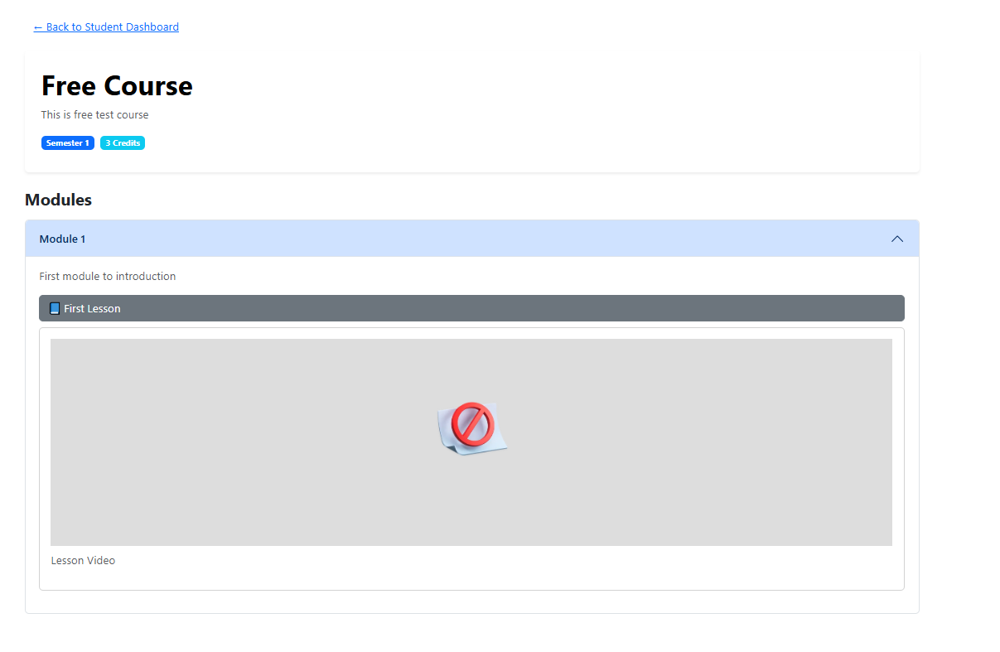 ← Back to Student Dashboard
Free Course
This is free test course
Semester 1 3 Credits
Modules
Module 1
First module to introduction
First Lesson
Lesson Video